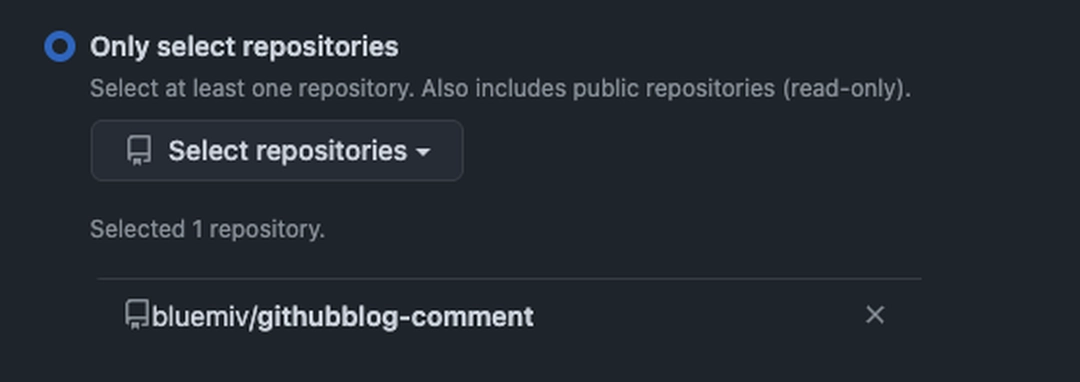 Only select repositories
Select at least one repository. Also includes public repositories (read-only).
Select repositories
Selected 1 repository.
bluemiv/githubblog-comment